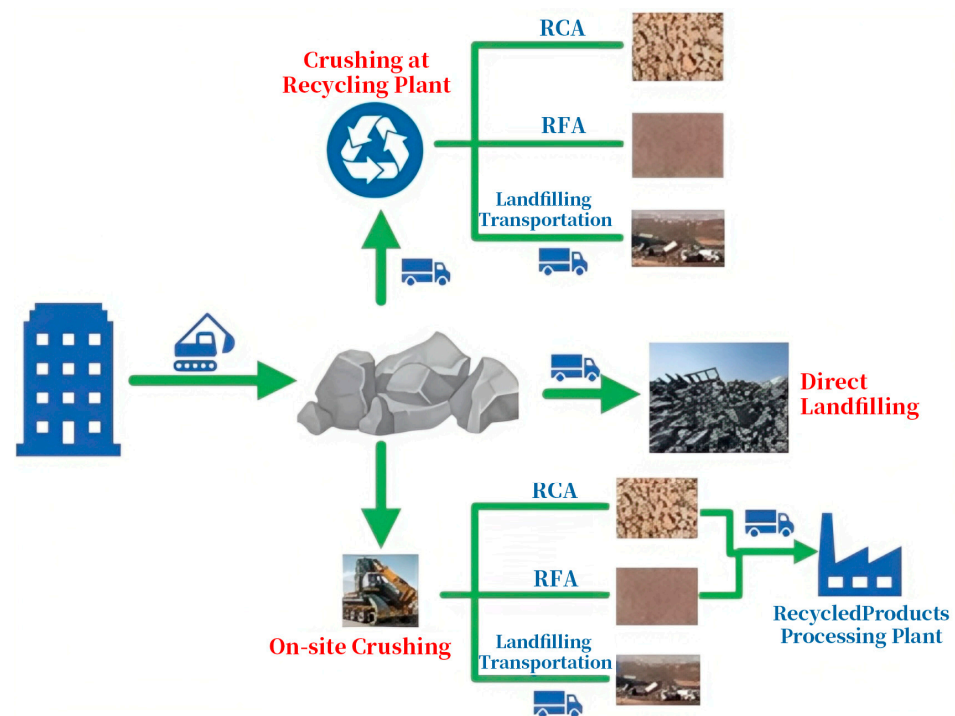 RCA
Crushing at
Recycling Plant
RFA
Landfilling
Transportation
Direct
Landfilling
RCA
RFA
RecycledProducts
Processing Plant
On-site Crushing
Landfilling
Transportation